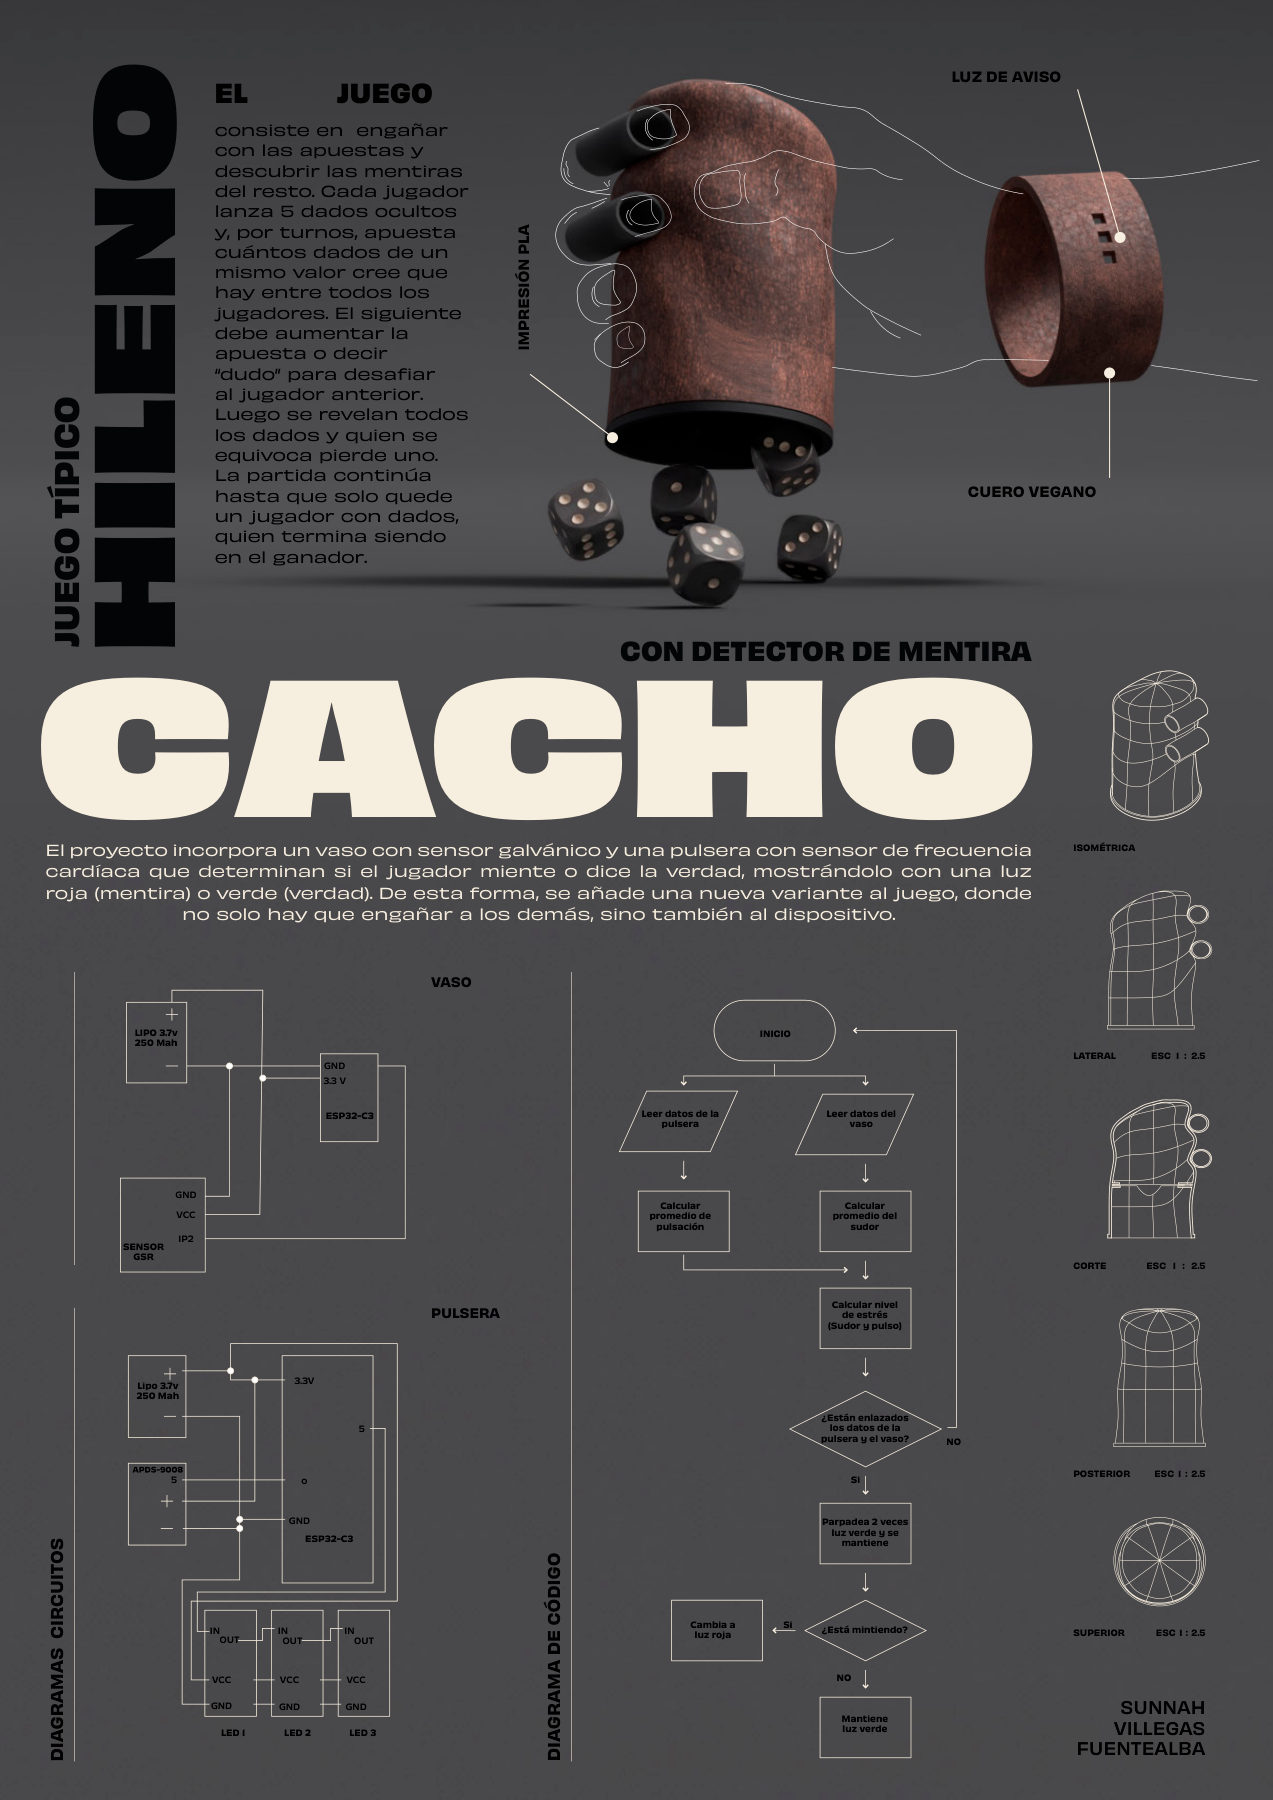 JUEGO TÍPICO
HILENO
EL JUEGO
consiste en engañar
con las apuestas y
descubrir las mentiras
del resto. Cada jugador
lanza 5 dados ocultos
y, por turnos, apuesta
cuántos dados de un
mismo valor cree que
hay entre todos los
jugadores. El siguiente
debe aumentar la
apuesta o decir
“dudo” para desafiar
al jugador anterior.
Luego se revelan todos
los dados y quien se
equivoca pierde uno.
La partida continúa
hasta que solo quede
un jugador con dados,
quien termina siendo
en el ganador.
IMPRESIÓN PLA
LUZ DE AVISO
CUERO VEGANO
CON DETECTOR DE MENTIRA
CACHO
El proyecto incorpora un vaso con sensor galvánico y una pulsera con sensor de frecuencia
cardíaca que determinan si el jugador miente o dice la verdad, mostrándolo con una luz
roja (mentira) o verde (verdad). De esta forma, se añade una nueva variante al juego, donde
no solo hay que engañar a los demás, sino también al dispositivo.
DIAGRAMAS CIRCUITOS
VASO
+
LIPO 3.7v
250 Mah
—
GND
3.3 V
ESP32-C3
GND
VCC
IP2
SENSOR
GSR
PULSERA
+
Lipo 3.7v
250 Mah
—
3.3V
5
APDS-9008
5
+
—
o
GND
ESP32-C3
IN
OUT
VCC
GND
LED I
IN
OUT
VCC
GND
LED 2
IN
OUT
VCC
GND
LED 3
DIAGRAMA DE CÓDIGO
INICIO
Leer datos de la
pulsera
Leer datos del
vaso
Calcular
promedio de
pulsación
Calcular
promedio del
sudor
Calcular nivel
de estrés
(Sudor y pulso)
¿Están enlazados
los datos de la
pulsera y el vaso?
NO
SI
Parpadea 2 veces
luz verde y se
mantiene
¿Está mintiendo?
SI
Cambia a
luz roja
NO
Mantiene
luz verde
ISOMÉTRICA
LATERAL ESC I : 2.5
CORTE ESC I : 2.5
POSTERIOR ESC I : 2.5
SUPERIOR ESC I : 2.5
SUNNAH
VILLEGAS
FUENTEALBA